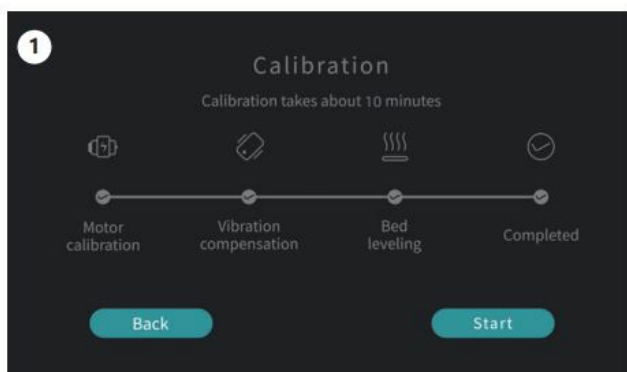 1
Calibration
Calibration takes about 10 minutes
Motor
calibration
Vibration
compensation
Bed
leveling
Completed
Back
Start